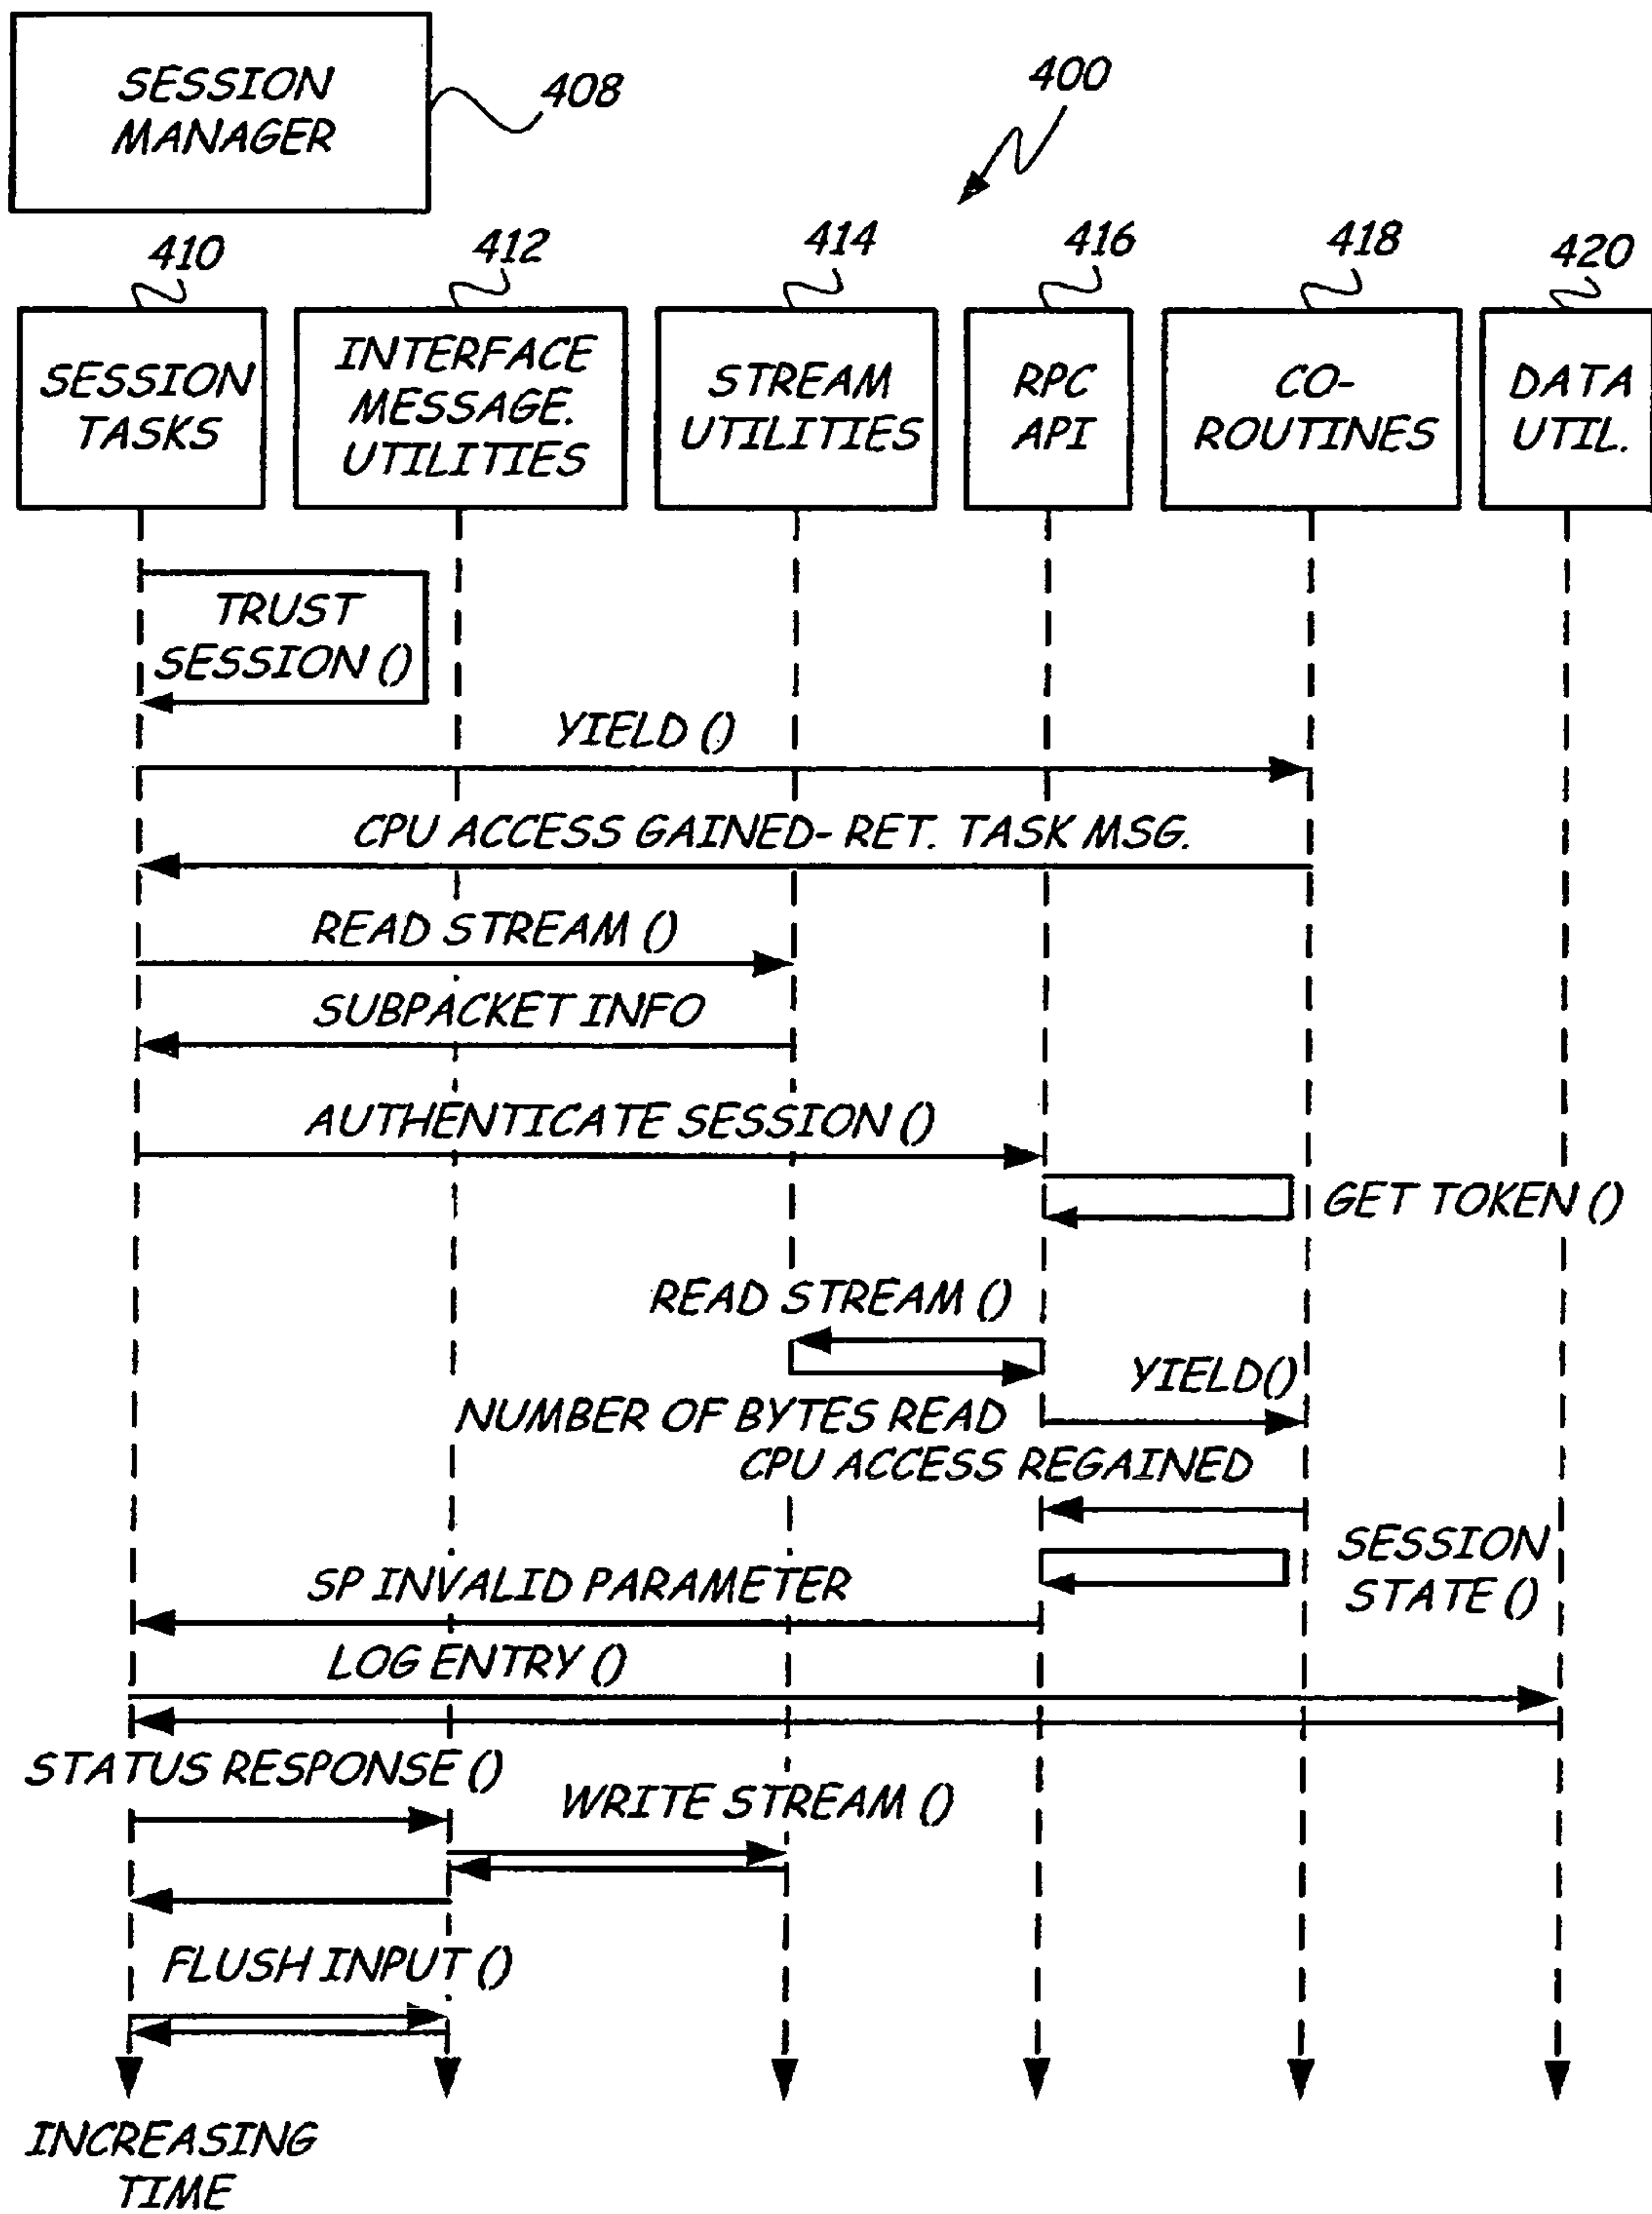 SESSION
MANAGER
408
400
410
412
414
416
418
420
SESSION
TASKS
INTERFACE
MESSAGE.
UTILITIES
STREAM
UTILITIES
RPC
API
CO-
ROUTINES
DATA
UTIL.
TRUST
SESSION ()
YIELD ()
CPU ACCESS GAINED- RET. TASK MSG.
READ STREAM ()
SUBPACKET INFO
AUTHENTICATE SESSION ()
GET TOKEN ()
READ STREAM ()
YIELD()
NUMBER OF BYTES READ
CPU ACCESS REGAINED
SESSION
STATE ()
SP INVALID PARAMETER
LOG ENTRY ()
STATUS RESPONSE ()
WRITE STREAM ()
FLUSH INPUT ()
INCREASING
TIME